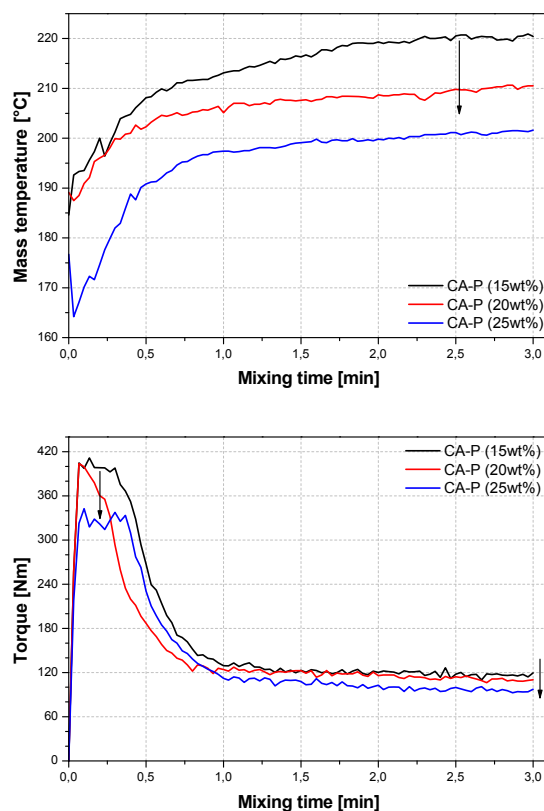 220
210
200
190
180
170
160
Mass temperature [°C]
CA-P (15wt%)
CA-P (20wt%)
CA-P (25wt%)
0,0 0,5 1,0 1,5 2,0 2,5 3,0
Mixing time [min]
420
360
300
240
180
120
60
0
Torque [Nm]
CA-P (15wt%)
CA-P (20wt%)
CA-P (25wt%)
0,0 0,5 1,0 1,5 2,0 2,5 3,0
Mixing time [min]